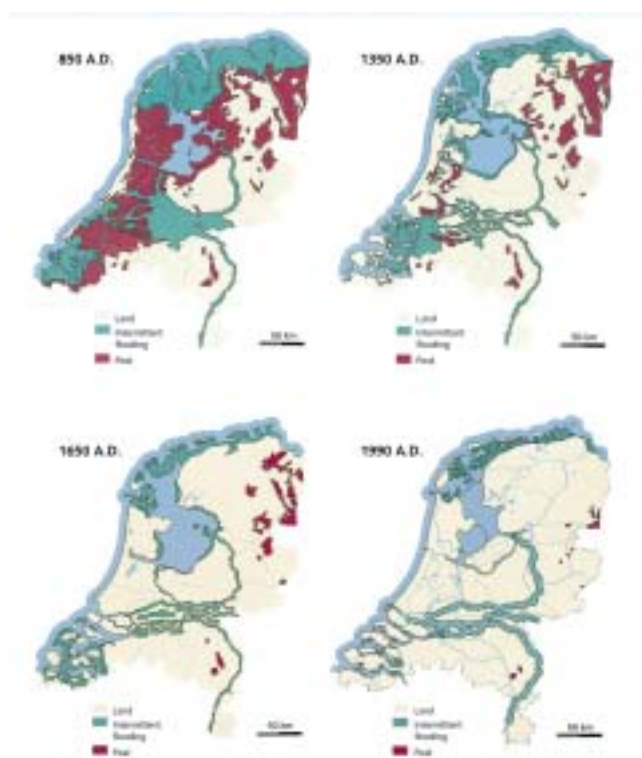 850 A.D.
1350 A.D.
Land
Intermittent
flooding
Peat
50 km
Land
Intermittent
flooding
Peat
50 km
1650 A.D.
1990 A.D.
Land
Intermittent
flooding
Peat
50 km
Land
Intermittent
flooding
Peat
50 km